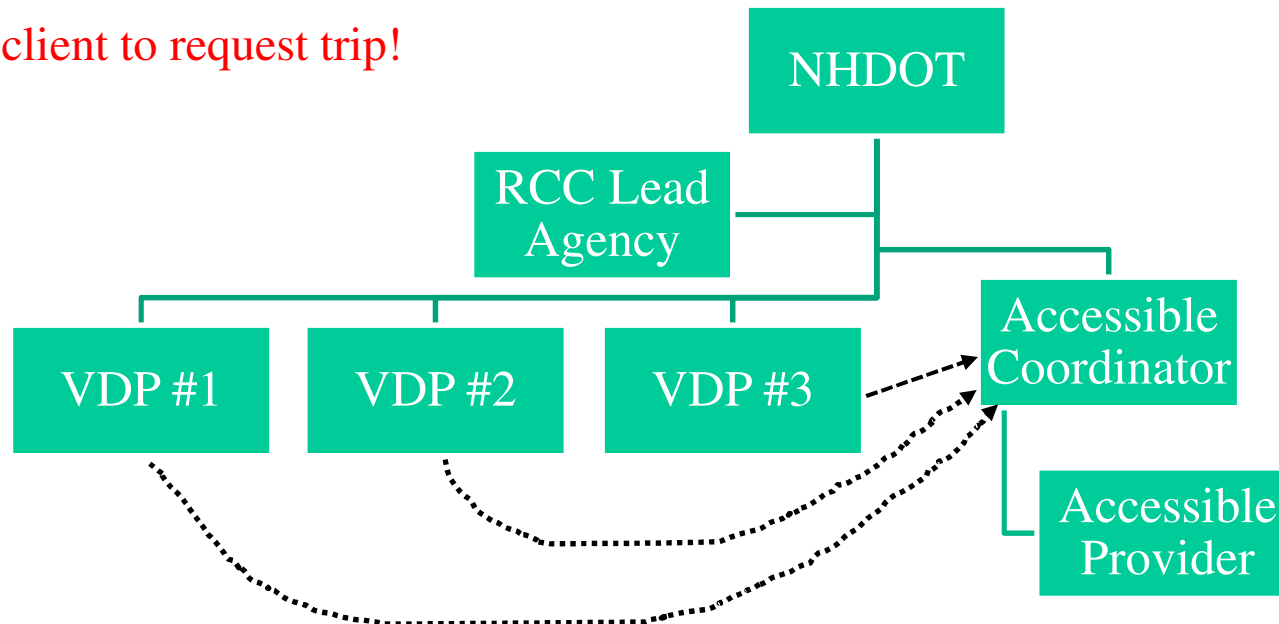 client to request trip!
NHDOT
RCC Lead
Agency
VDP #1
VDP #2
VDP #3
Accessible
Coordinator
Accessible
Provider